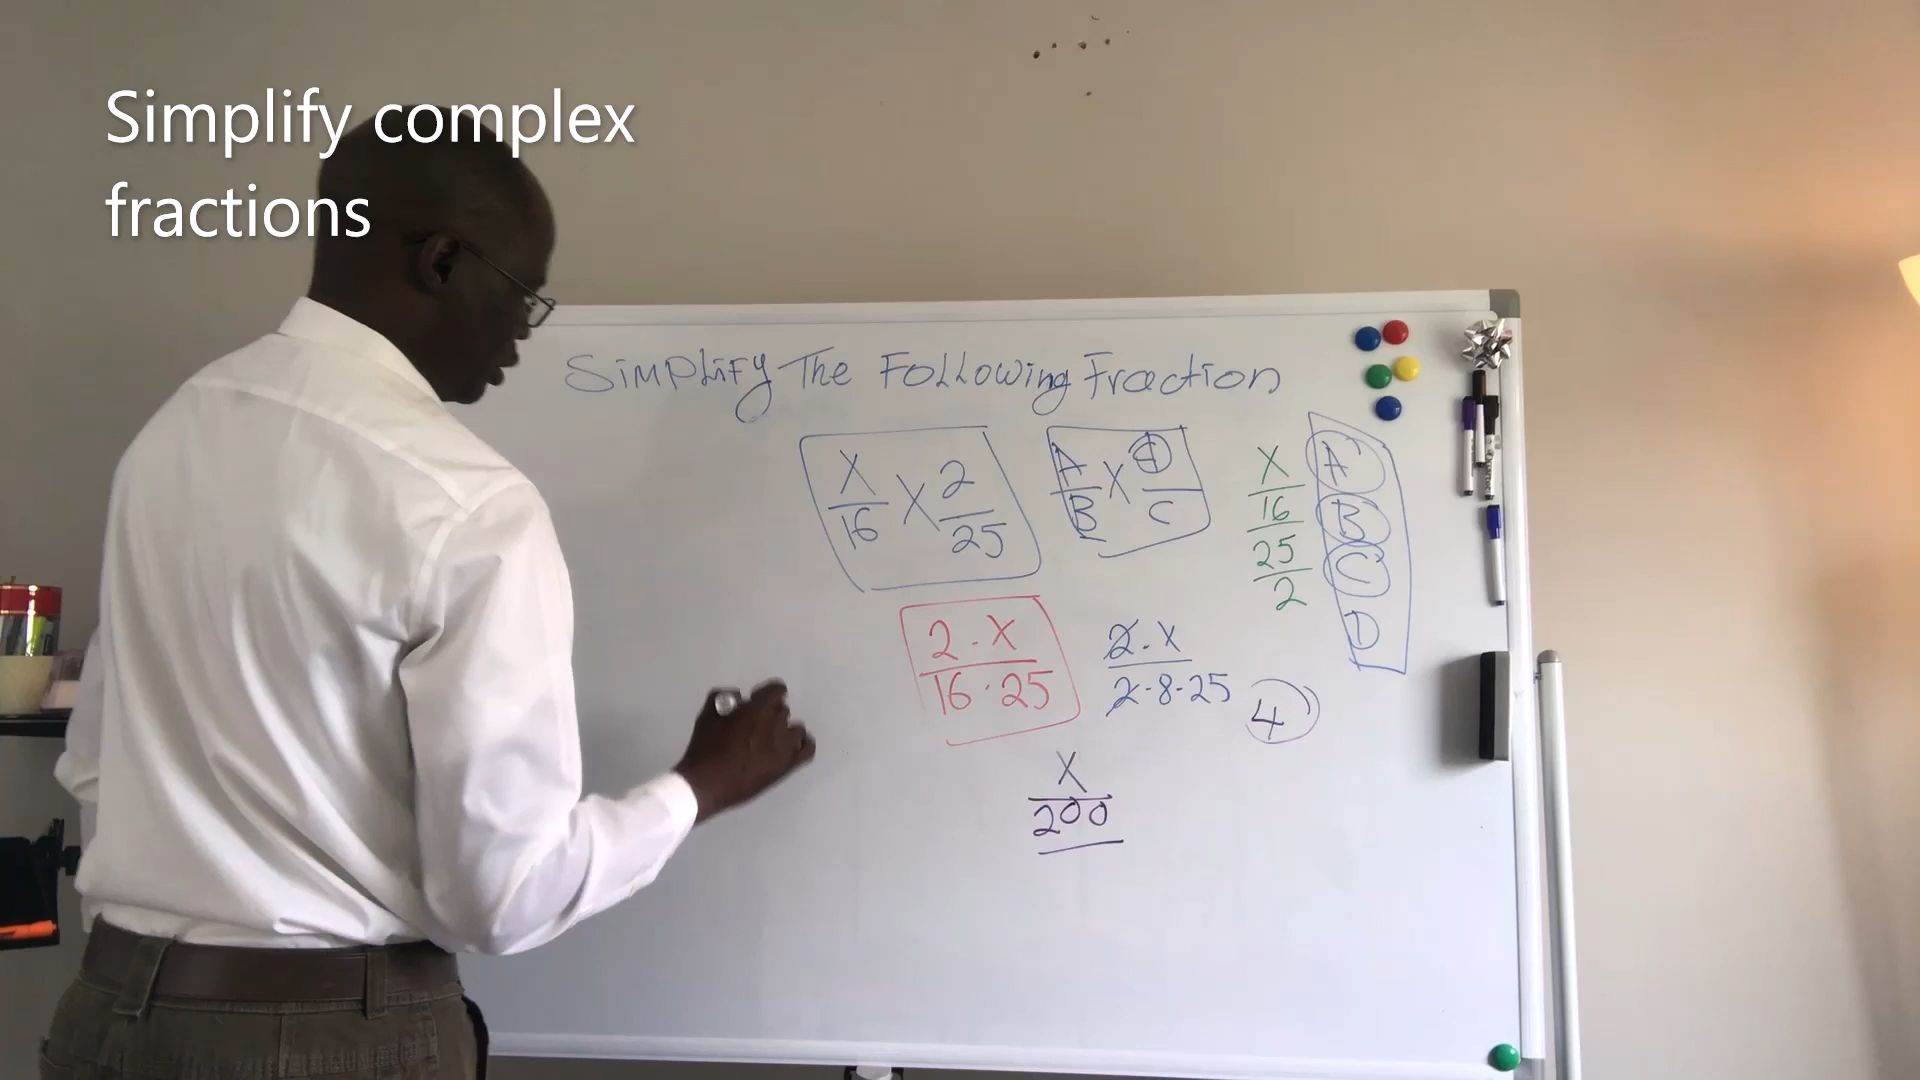 Simplify complex
fractions
Simplify The Following Fraction
X/16 X 2/25
A/B X D/C
X
16
25
2
A
B
C
D
2 · X
16 · 25
2 · X
2 · 8 · 25
4
X
200